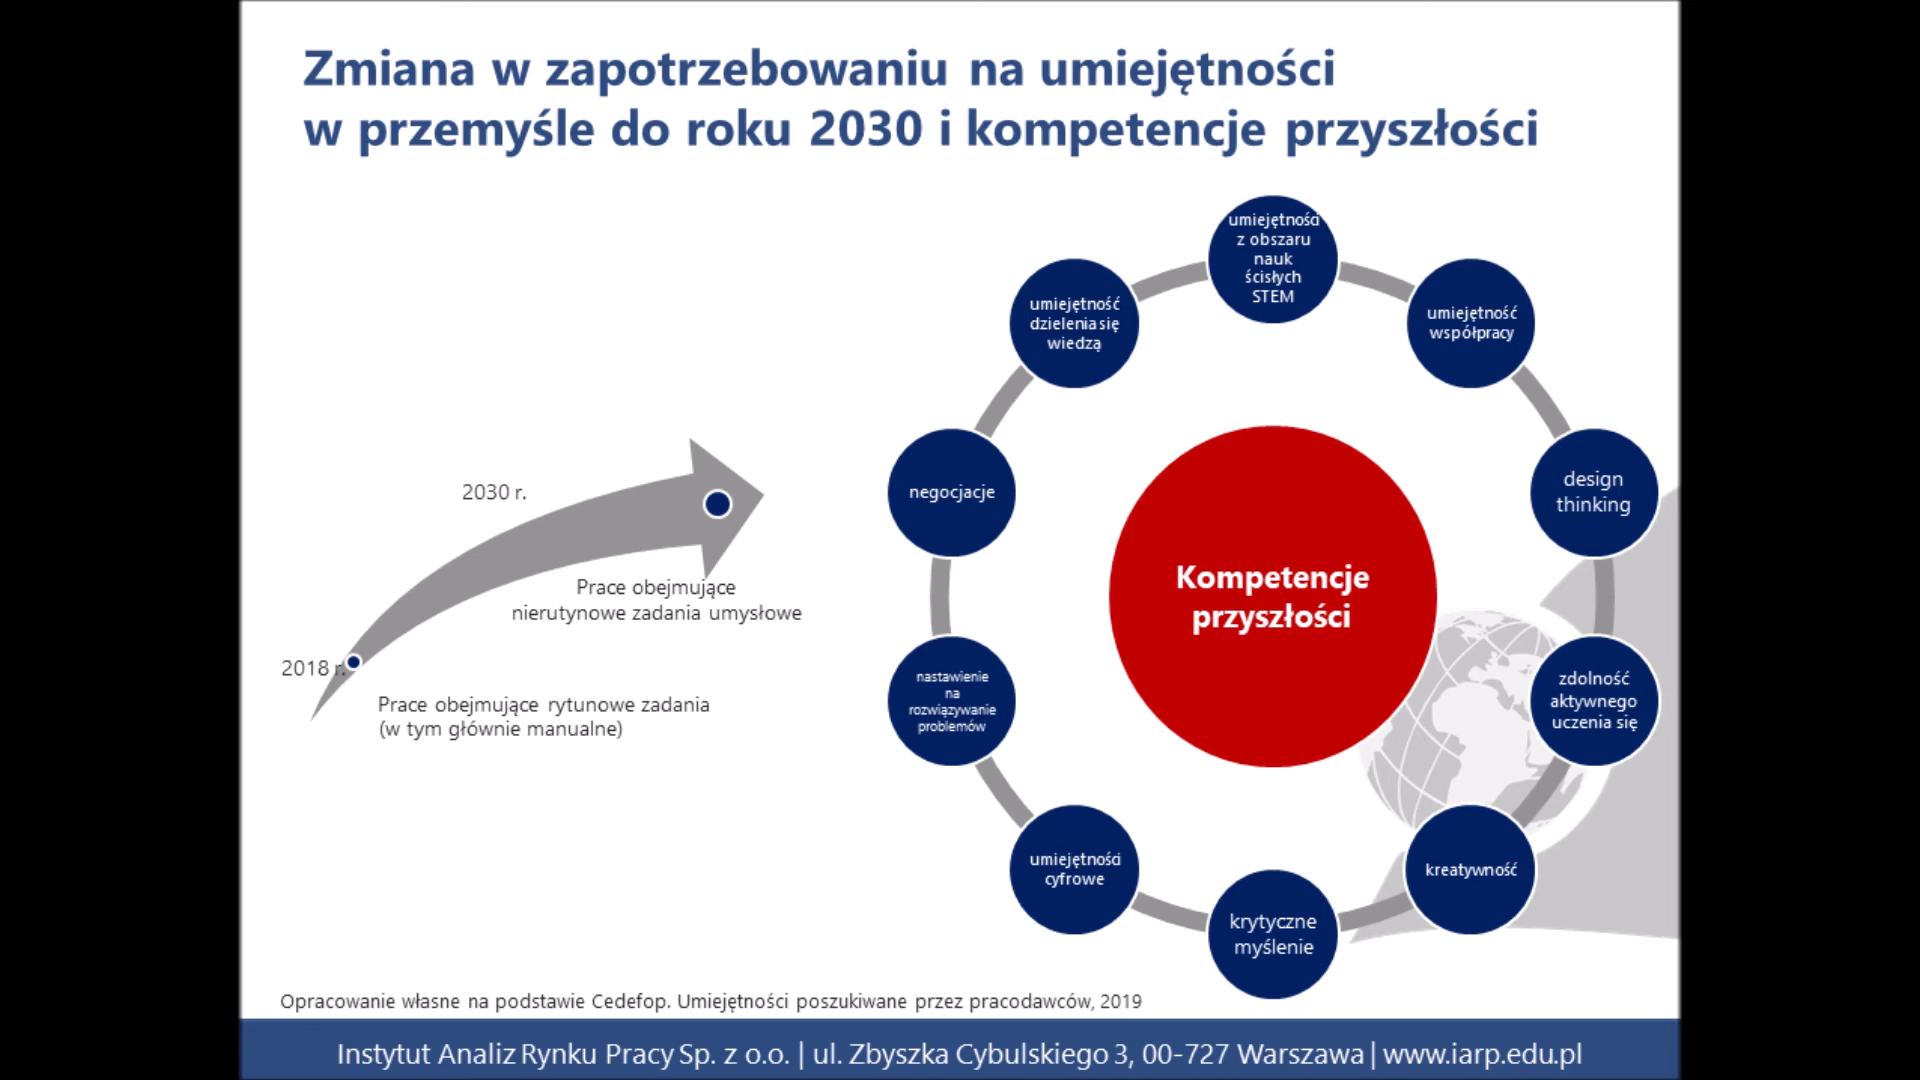 Zmiana w zapotrzebowaniu na umiejętności
w przemyśle do roku 2030 i kompetencje przyszłości
2030 r.
Prace obejmujące
nierutynowe zadania umysłowe
2018 r.
Prace obejmujące rytunowe zadania
(w tym głównie manualne)
umiejętności
z obszaru
nauk
ścisłych
STEM
umiejętność
współpracy
design
thinking
zdolność
aktywnego
uczenia się
kreatywność
krytyczne
myślenie
umiejętności
cyfrowe
nastawienie
na
rozwiązywanie
problemów
negocjacje
umiejętność
dzielenia się
wiedzą
Kompetencje
przyszłości
Opracowanie własne na podstawie Cedefop. Umiejętności poszukiwane przez pracodawców, 2019
Instytut Analiz Rynku Pracy Sp. z o.o. | ul. Zbyszka Cybulskiego 3, 00-727 Warszawa | www.iarp.edu.pl